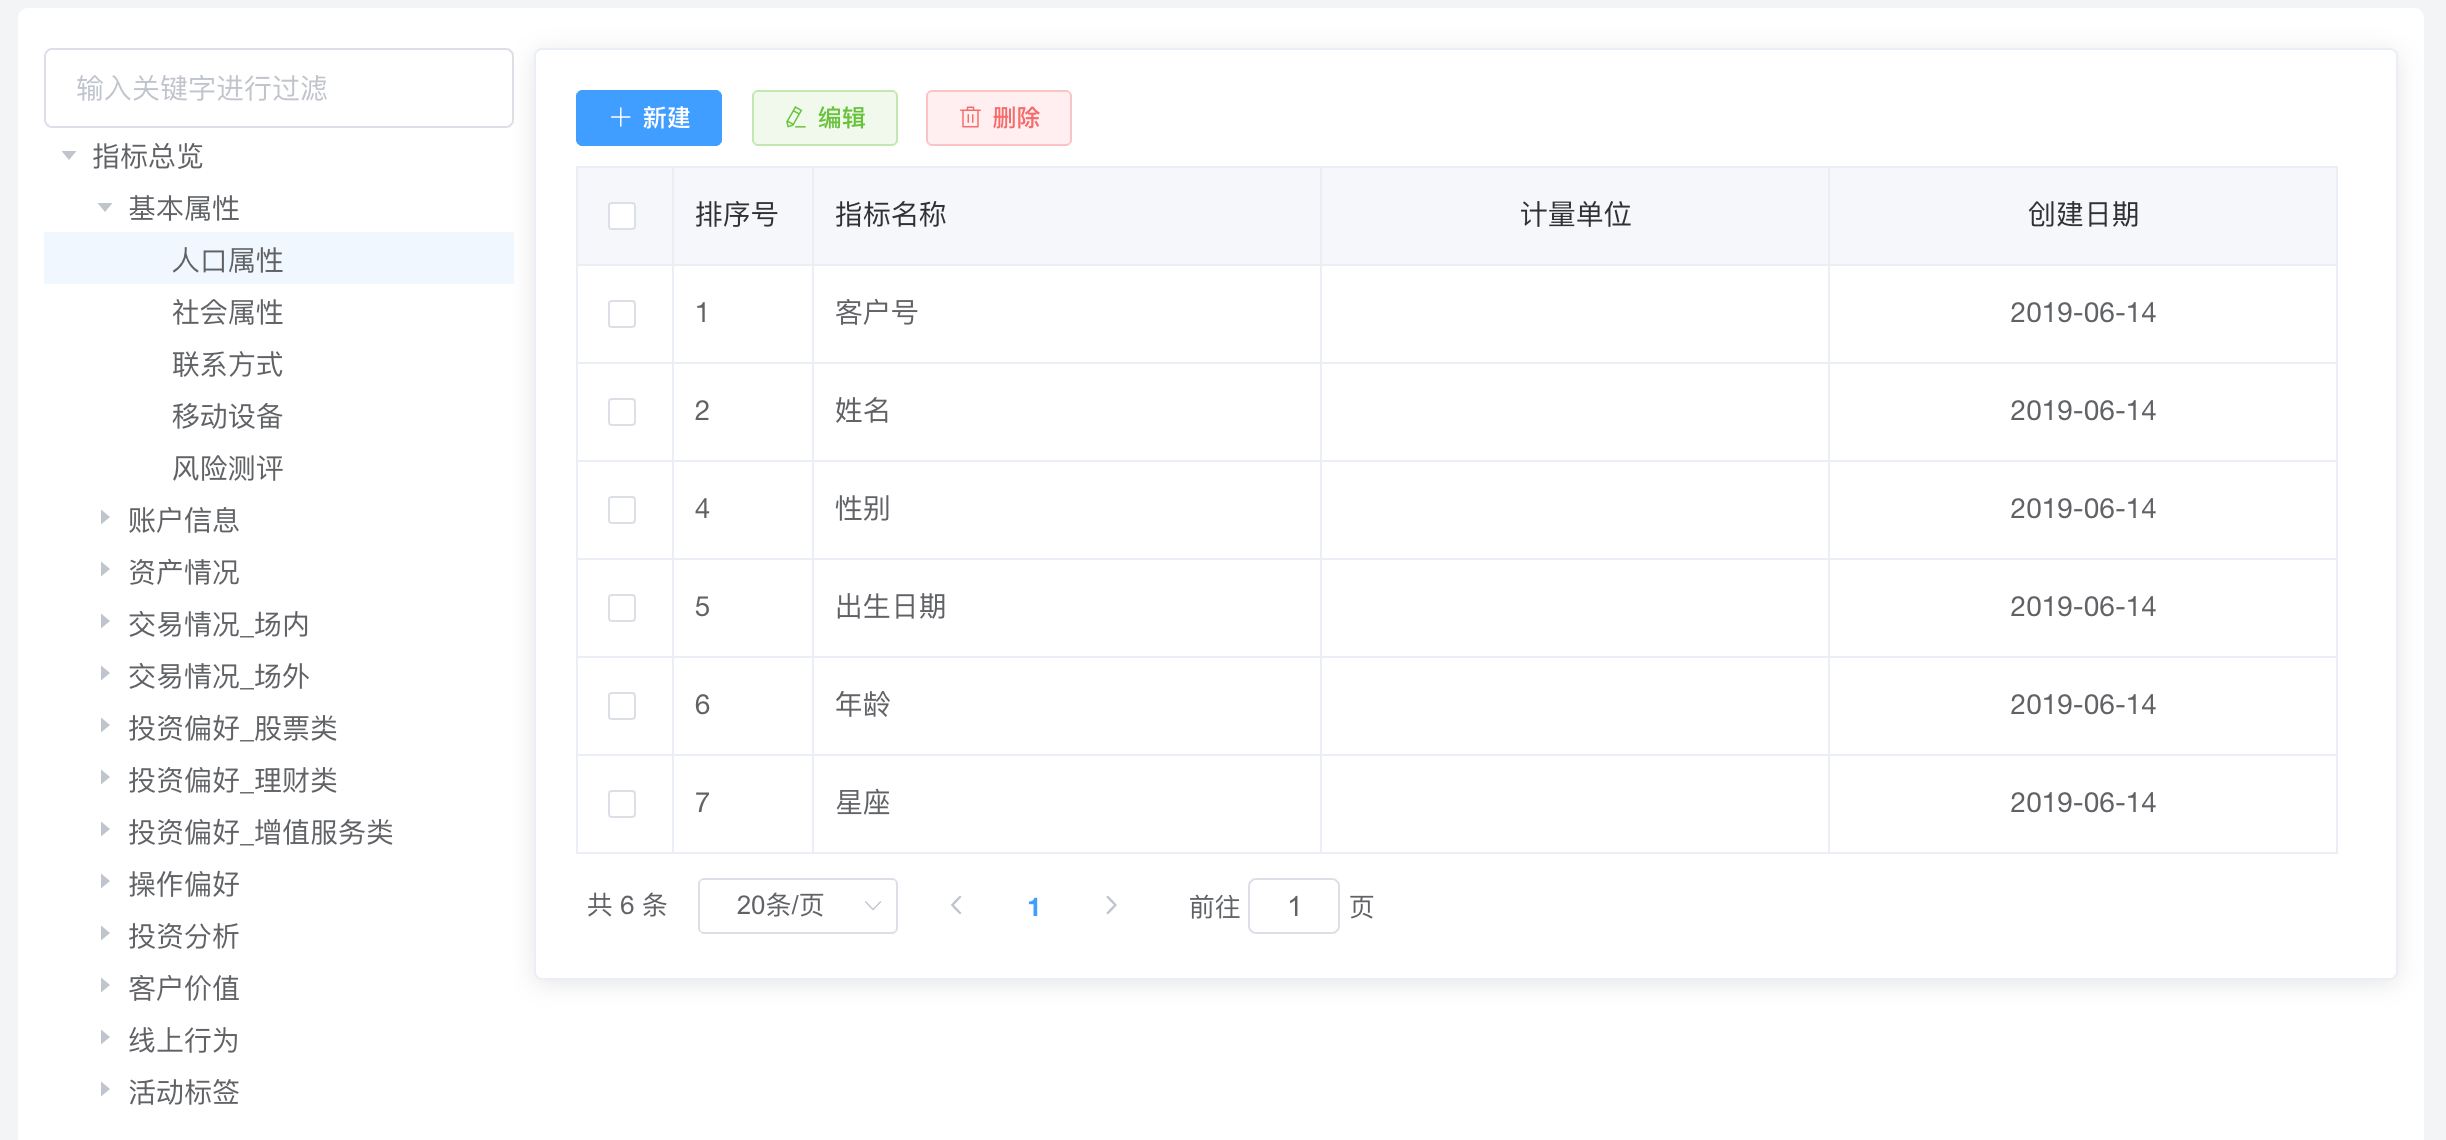 输入关键字进行过滤
指标总览
基本属性
人口属性
社会属性
联系方式
移动设备
风险测评
账户信息
资产情况
交易情况_场内
交易情况_场外
投资偏好_股票类
投资偏好_理财类
投资偏好_增值服务类
操作偏好
投资分析
客户价值
线上行为
活动标签
新建 编辑 删除
排序号 指标名称 计量单位 创建日期
1 客户号 2019-06-14
2 姓名 2019-06-14
4 性别 2019-06-14
5 出生日期 2019-06-14
6 年龄 2019-06-14
7 星座 2019-06-14
共 6 条 20条/页 1 前往 1 页